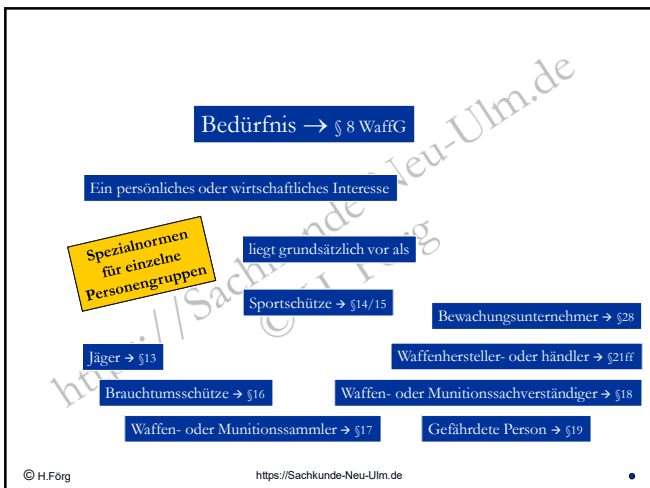 Bedürfnis → § 8 WaffG
Ein persönliches oder wirtschaftliches Interesse
Spezialnormen
für einzelne
Personengruppen
liegt grundsätzlich vor als
Sportschütze → §14/15
Bewachungsunternehmer → §28
Jäger → §13
Waffenhersteller- oder händler → §21ff
Brauchtumsschütze → §16
Waffen- oder Munitionssachverständiger → §18
Waffen- oder Munitionssammler → §17
Gefährdete Person → §19
https://Sachkunde-Neu-Ulm.de
© H. Förg
© H.Förg
https://Sachkunde-Neu-Ulm.de